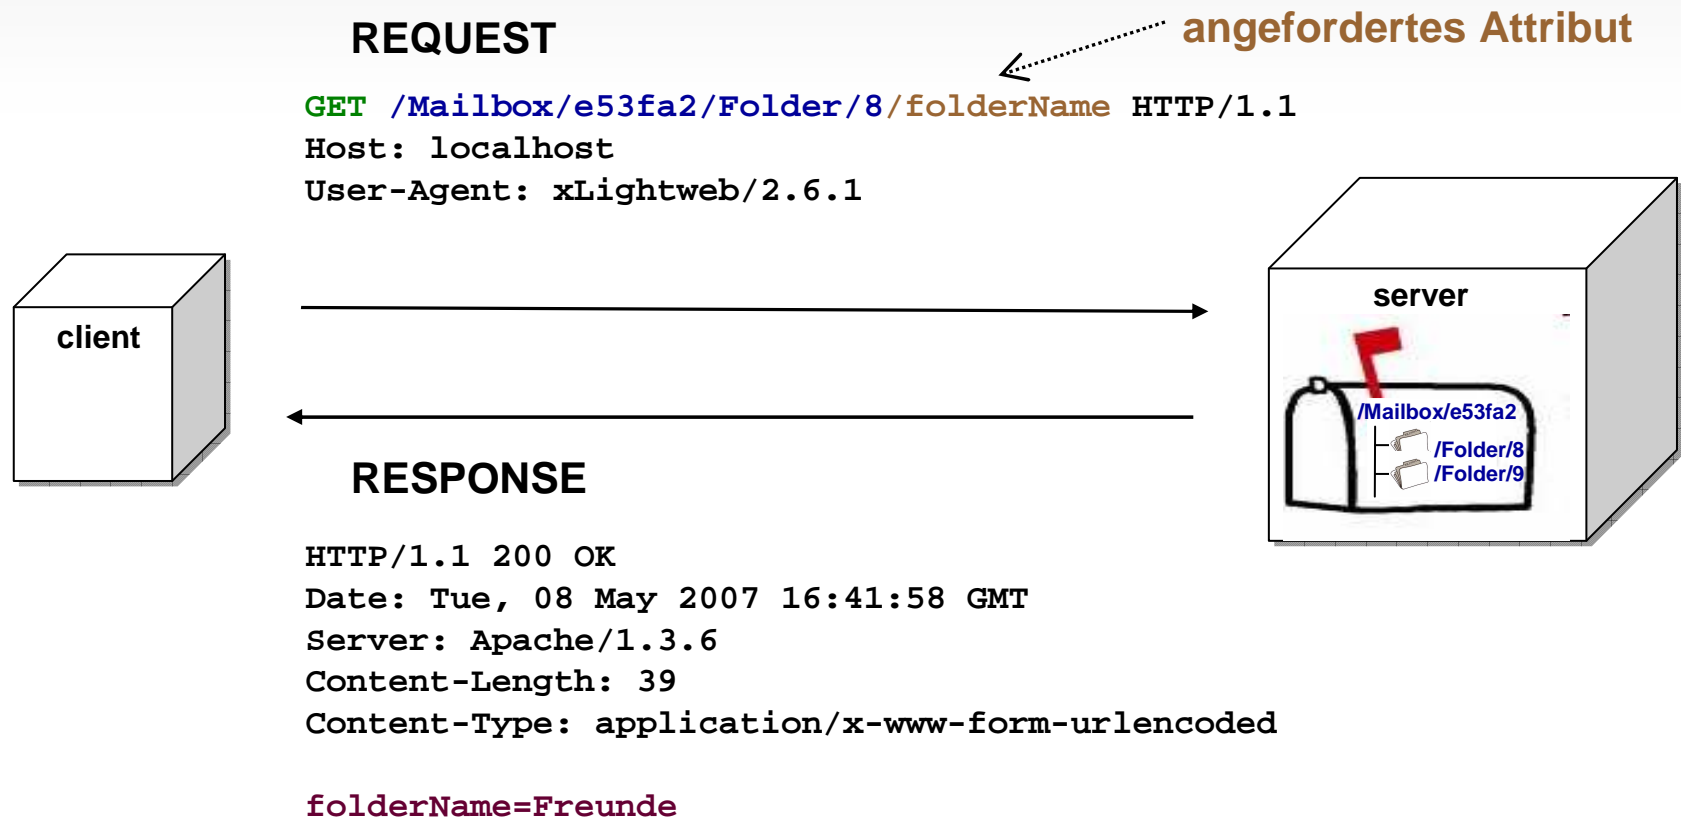 REQUEST
angefordertes Attribut
GET /Mailbox/e53fa2/Folder/8/folderName HTTP/1.1
Host: localhost
User-Agent: xLightweb/2.6.1
client
server
/Mailbox/e53fa2
/Folder/8
/Folder/9
RESPONSE
HTTP/1.1 200 OK
Date: Tue, 08 May 2007 16:41:58 GMT
Server: Apache/1.3.6
Content-Length: 39
Content-Type: application/x-www-form-urlencoded
folderName=Freunde